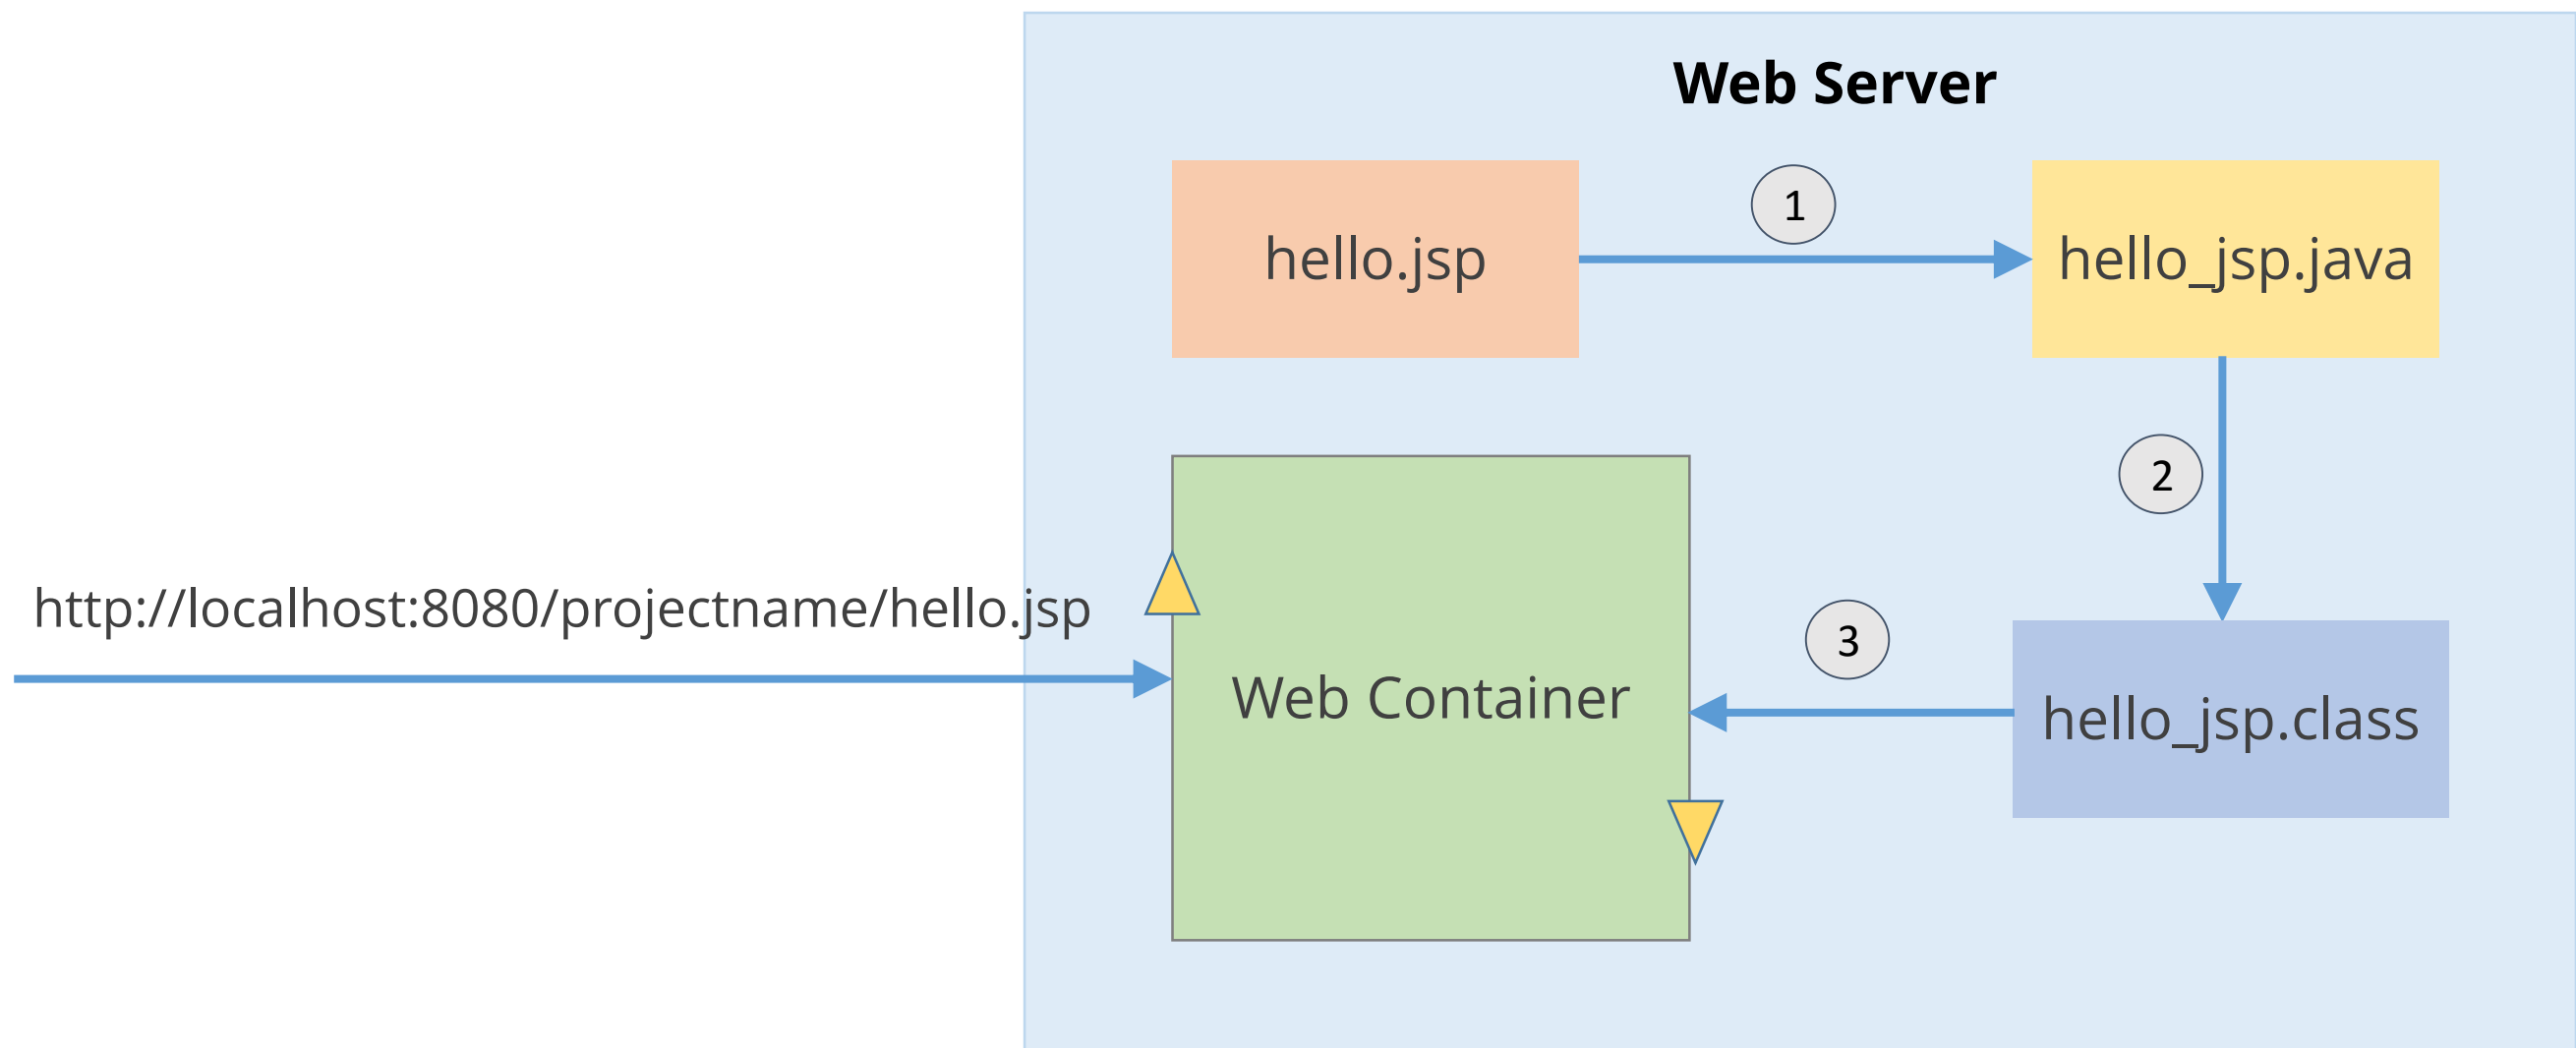 Web Server
hello.jsp
1
hello_jsp.java
2
http://localhost:8080/projectname/hello.jsp
Web Container
3
hello_jsp.class